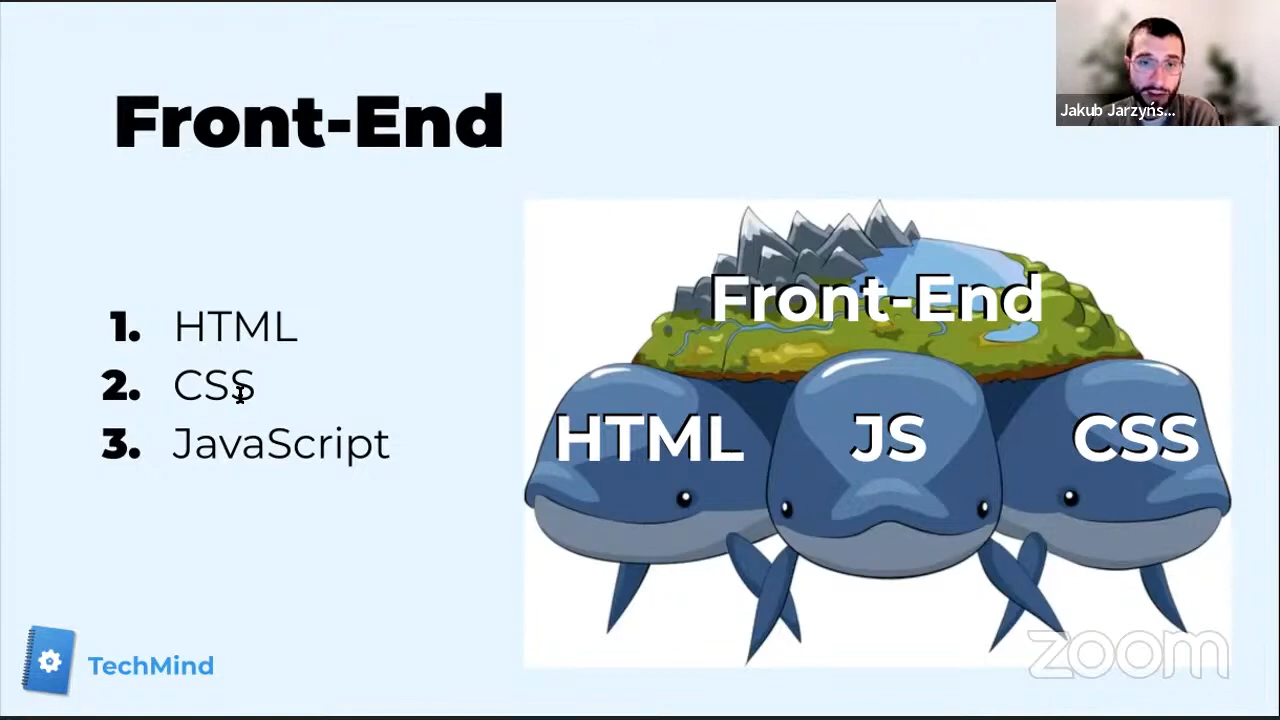 Front-End
Jakub Jarzyńs...
1. HTML
2. CSS
3. JavaScript
Front-End
HTML
JS
CSS
TechMind
zoom